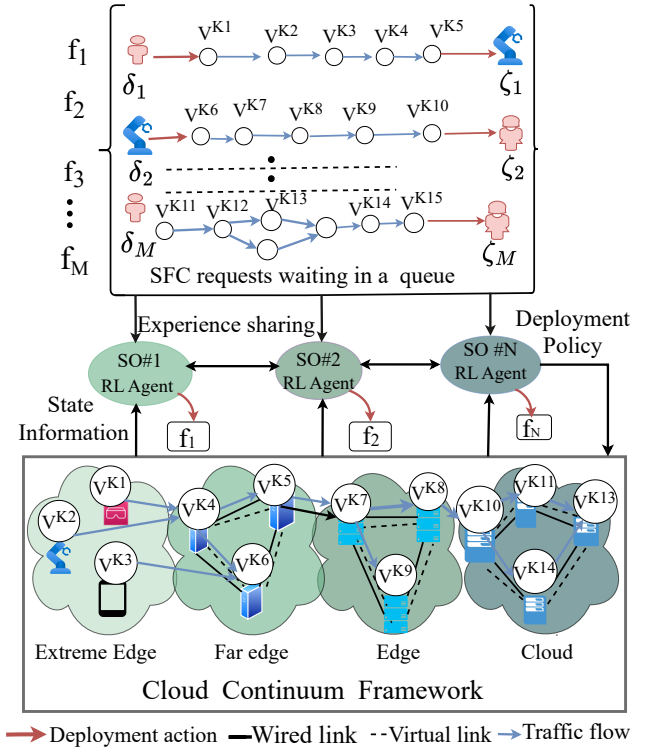 f1
V^K1 V^K2 V^K3 V^K4 V^K5
δ1 ζ1
f2
V^K6 V^K7 V^K8 V^K9 V^K10
δ2 ζ2
f3
V^K11 V^K12 V^K13 V^K14 V^K15
δM ζM
fM
SFC requests waiting in a queue
Experience sharing
Deployment
Policy
SO#1
RL Agent
SO#2
RL Agent
SO #N
RL Agent
State
Information
f1 f2 fN
V^K1 V^K2 V^K3
V^K4 V^K5 V^K6
V^K7 V^K8 V^K9
V^K10 V^K11 V^K13 V^K14
Extreme Edge Far edge Edge Cloud
Cloud Continuum Framework
Deployment action Wired link Virtual link Traffic flow